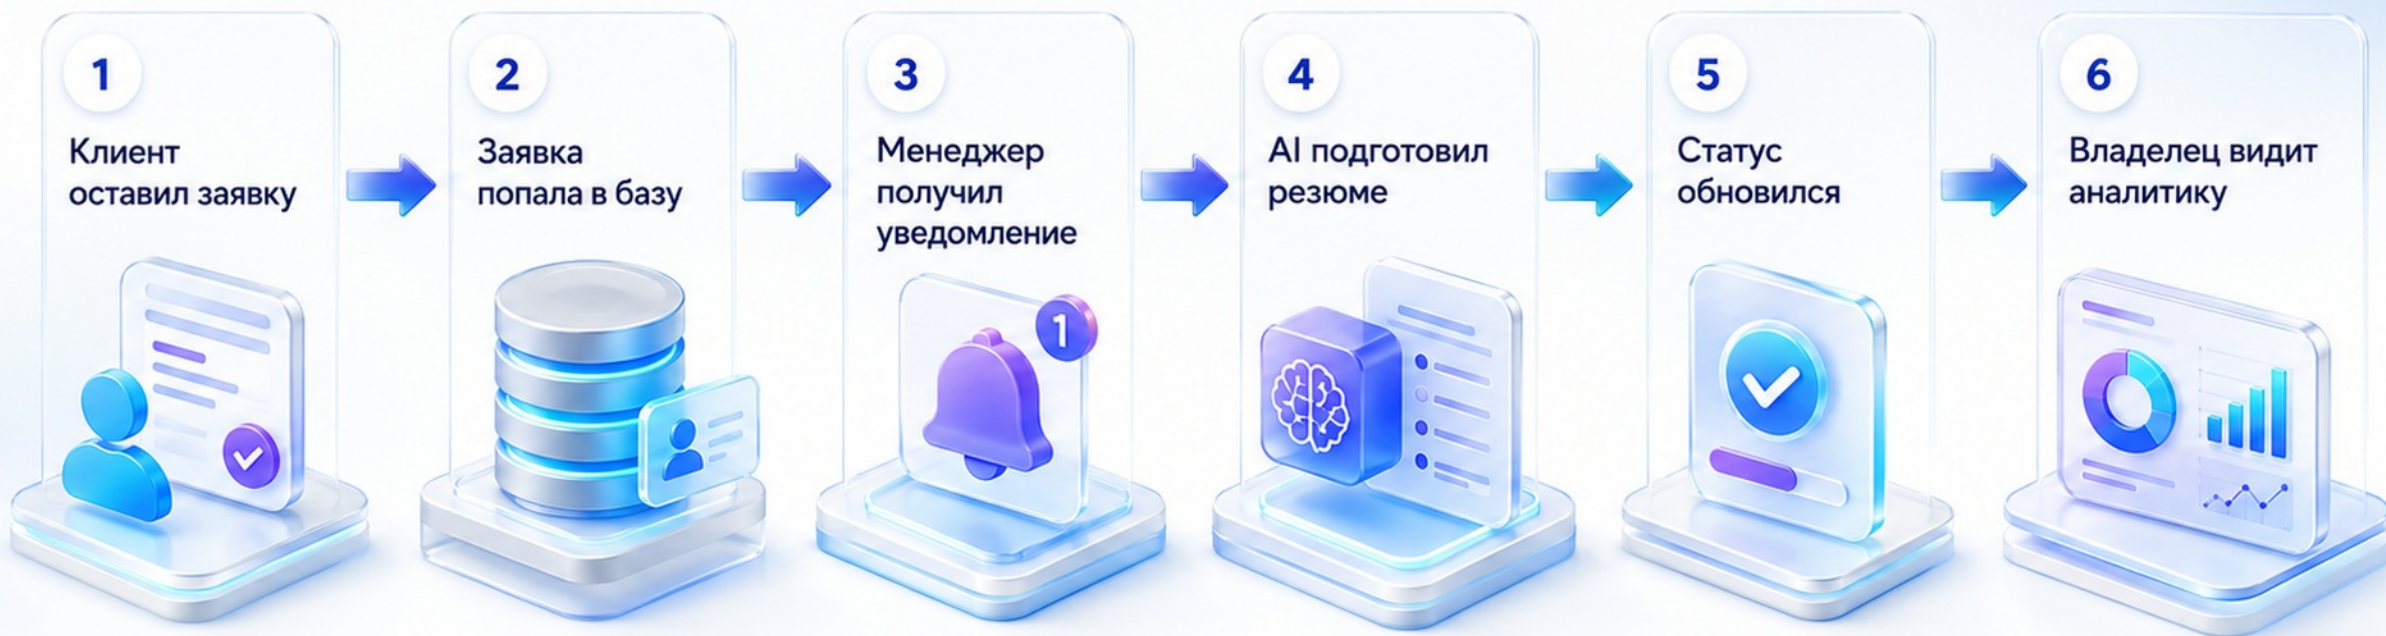 1
Клиент
оставил заявку
2
Заявка
попала в базу
3
Менеджер
получил
уведомление
1
4
AI подготовил
резюме
5
Статус
обновился
6
Владелец видит
аналитику